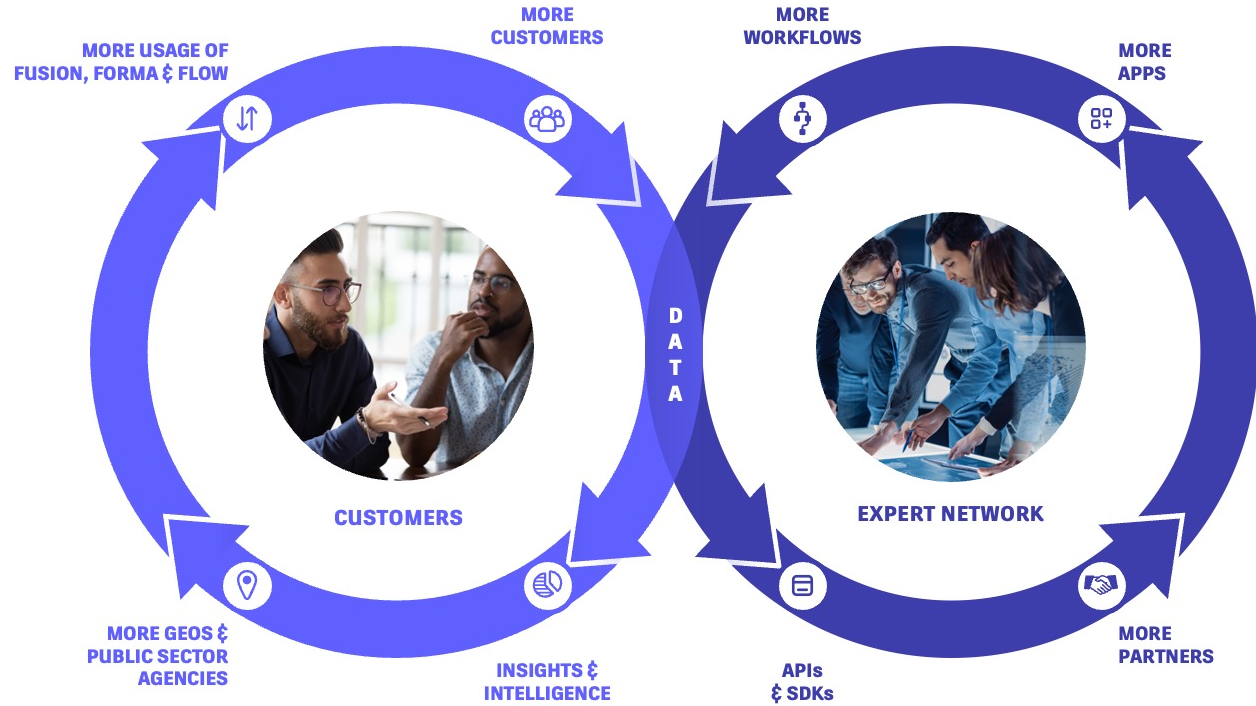 MORE
CUSTOMERS
MORE
WORKFLOWS
MORE USAGE OF
FUSION, FORMA & FLOW
MORE
APPS
D
A
T
A
CUSTOMERS
EXPERT NETWORK
MORE GEOS &
PUBLIC SECTOR
AGENCIES
INSIGHTS &
INTELLIGENCE
APIs
& SDKs
MORE
PARTNERS